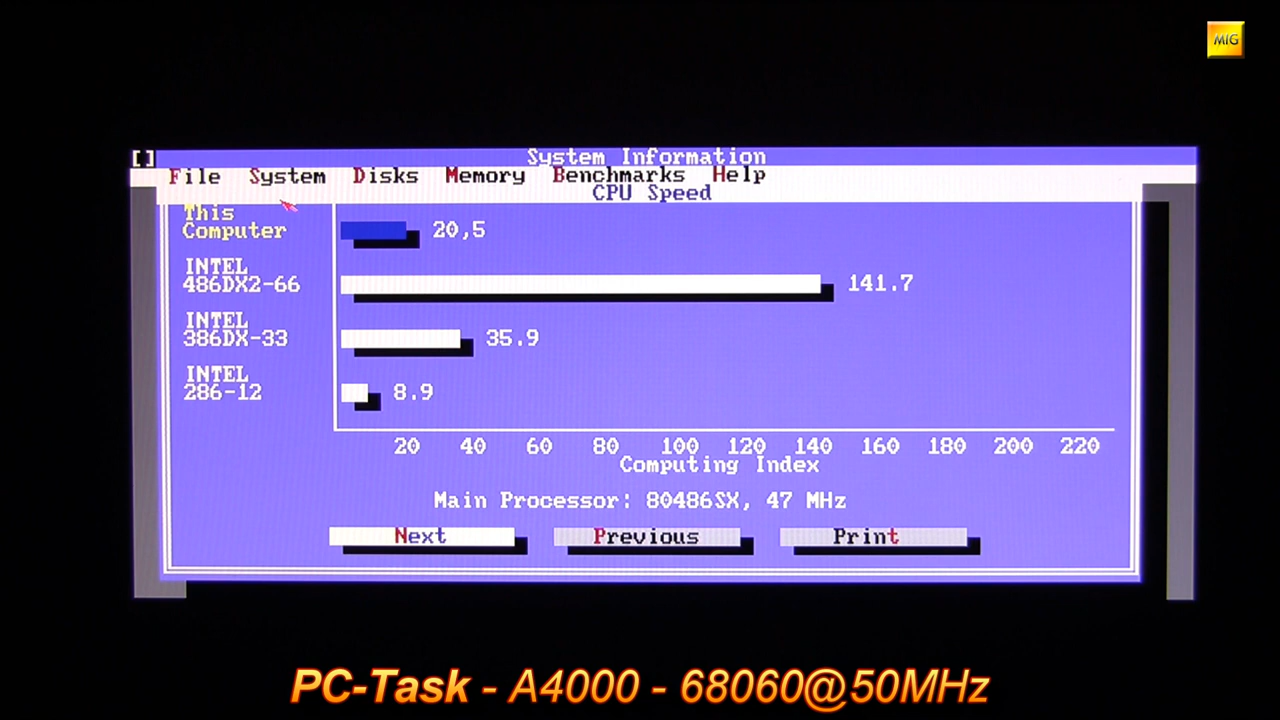 MIG
[ ]
System Information
File System Disks Memory Benchmarks Help
CPU Speed
This
Computer
20,5
INTEL
486DX2-66
141.7
INTEL
386DX-33
35.9
INTEL
286-12
8.9
20 40 60 80 100 120 140 160 180 200 220
Computing Index
Main Processor: 80486SX, 47 MHz
Next Previous Print
PC-Task - A4000 - 68060@50MHz